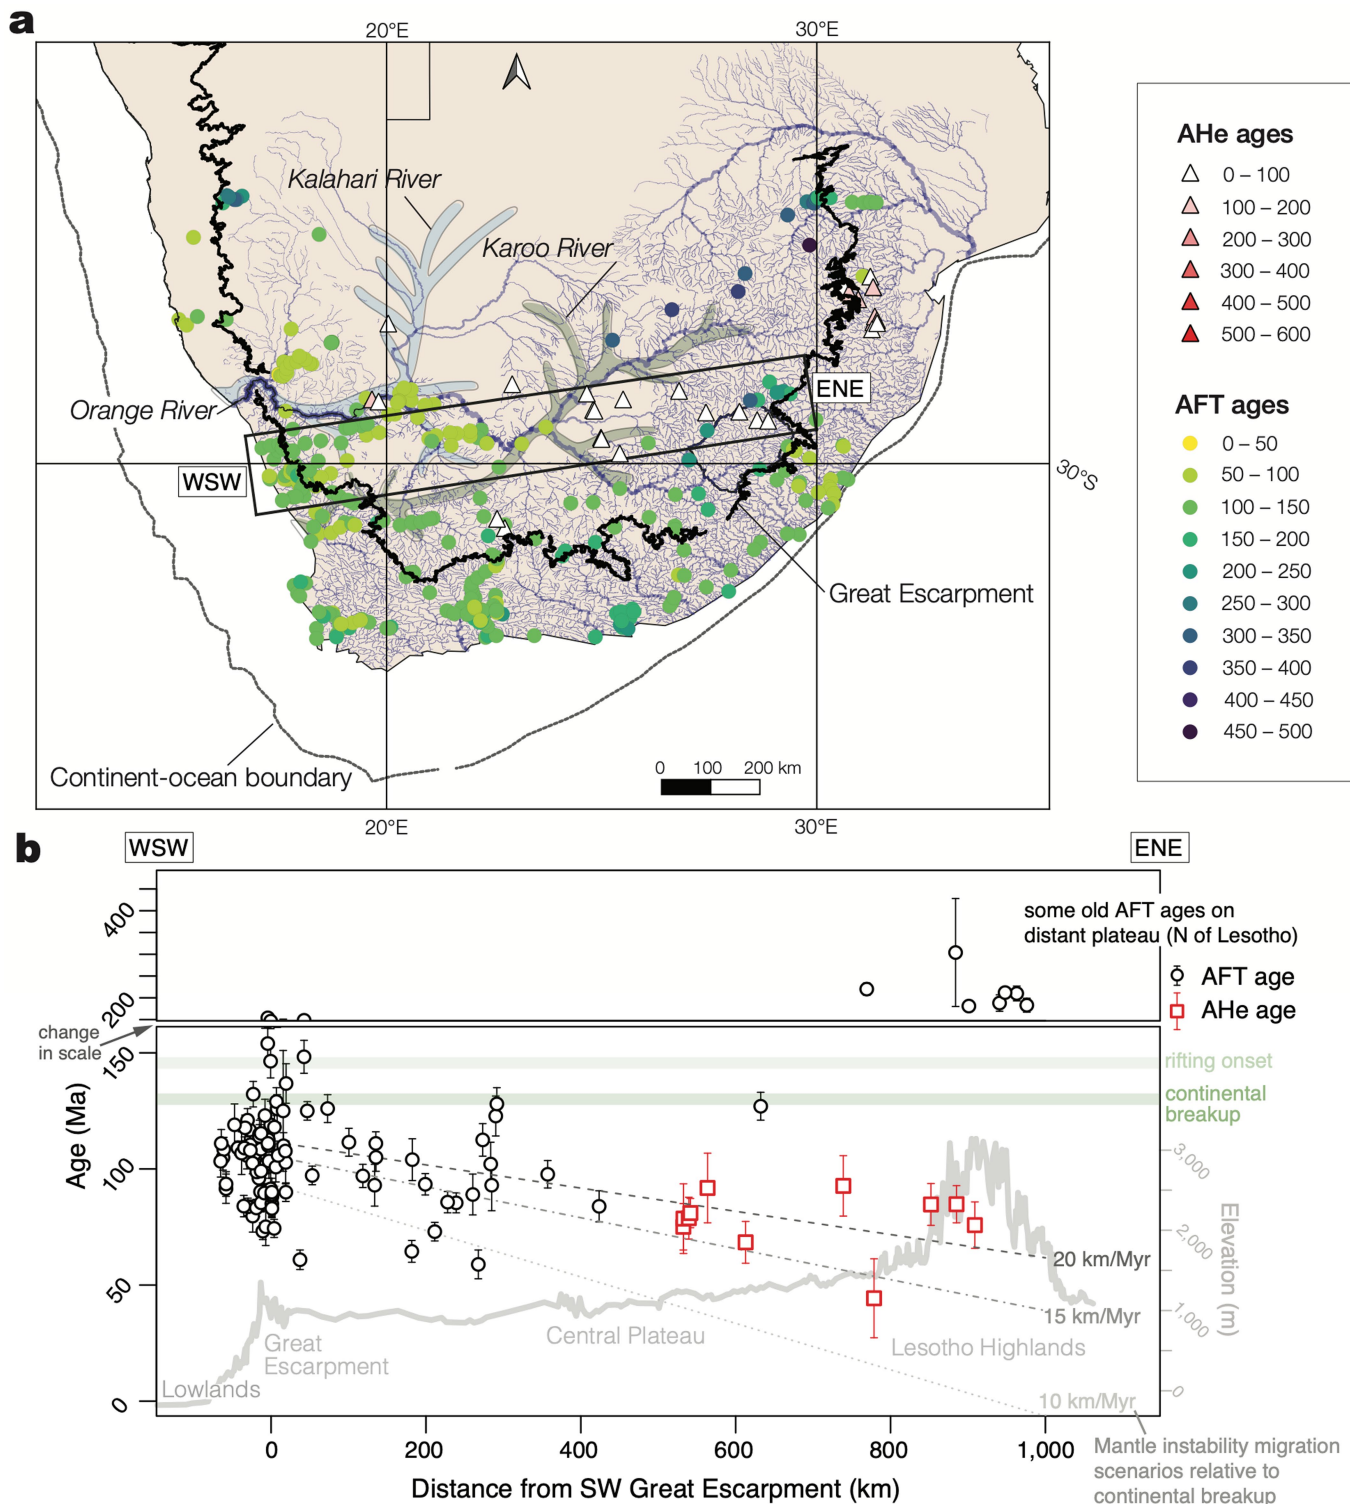 a
20°E
30°E
Kalahari River
Karoo River
Orange River
ENE
WSW
30°S
Great Escarpment
Continent-ocean boundary
0 100 200 km
20°E
30°E
AHe ages
0 – 100
100 – 200
200 – 300
300 – 400
400 – 500
500 – 600
AFT ages
0 – 50
50 – 100
100 – 150
150 – 200
200 – 250
250 – 300
300 – 350
350 – 400
400 – 450
450 – 500
b
WSW
ENE
400
200
some old AFT ages on
distant plateau (N of Lesotho)
AFT age
AHe age
change
in scale
150
100
50
0
Age (Ma)
rifting onset
continental
breakup
3,000
2,000
1,000
0
Elevation (m)
20 km/Myr
15 km/Myr
10 km/Myr
Great
Escarpment
Central Plateau
Lesotho Highlands
Lowlands
0 200 400 600 800 1,000
Distance from SW Great Escarpment (km)
Mantle instability migration
scenarios relative to
continental breakup